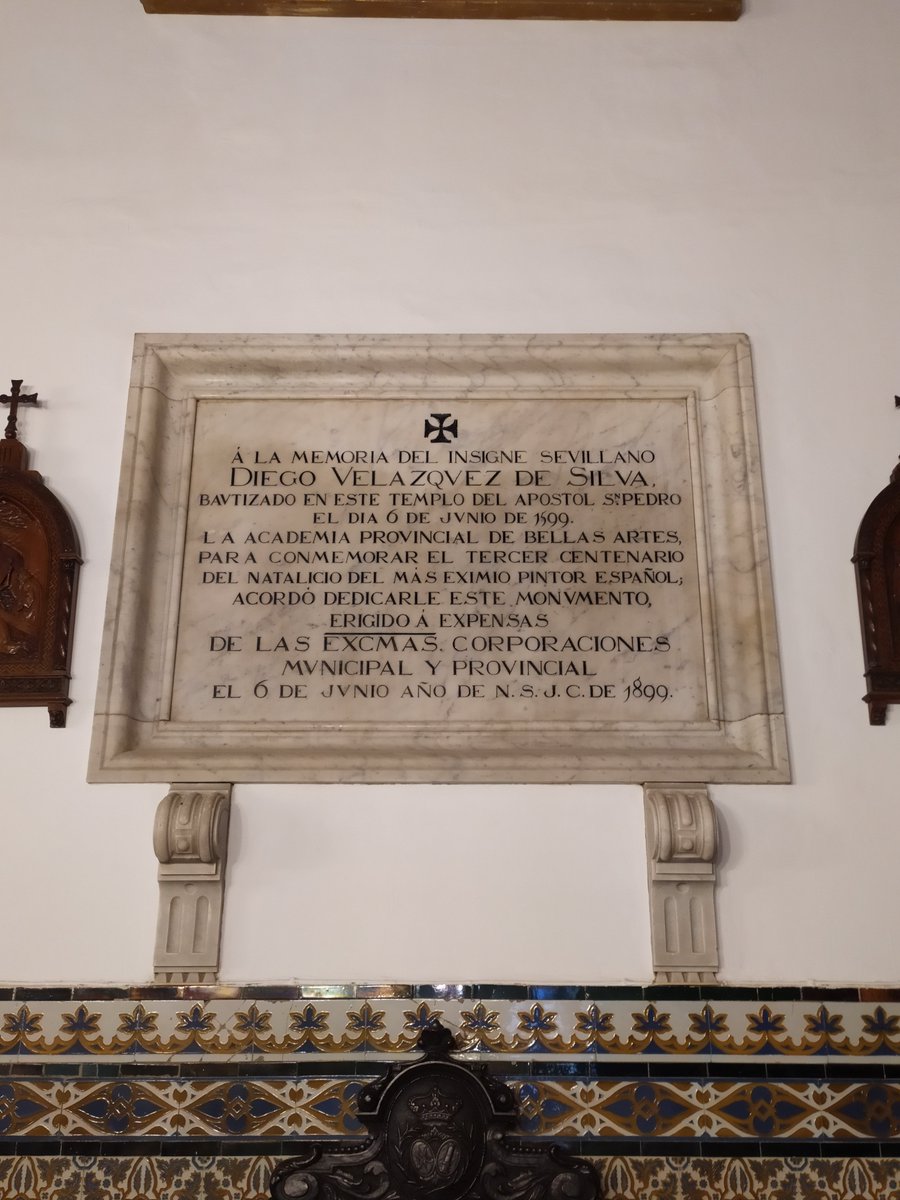 Á LA MEMORIA DEL INSIGNE SEVILLANO
DIEGO VELAZQVEZ DE SILVA,
BAVTIZADO EN ESTE TEMPLO DEL APOSTOL Sⁿ. PEDRO
EL DIA 6 DE JVNIO DE 1599.
LA ACADEMIA PROVINCIAL DE BELLAS ARTES,
PARA CONMEMORAR EL TERCER CENTENARIO
DEL NATALICIO DEL MÁS EXIMIO PINTOR ESPAÑOL;
ACORDÓ DEDICARLE ESTE MONVMENTO,
ERIGIDO Á EXPENSAS
DE LAS EXCMAS. CORPORACIONES
MVNICIPAL Y PROVINCIAL
EL 6 DE JVNIO AÑO DE N. S. J. C. DE 1899.